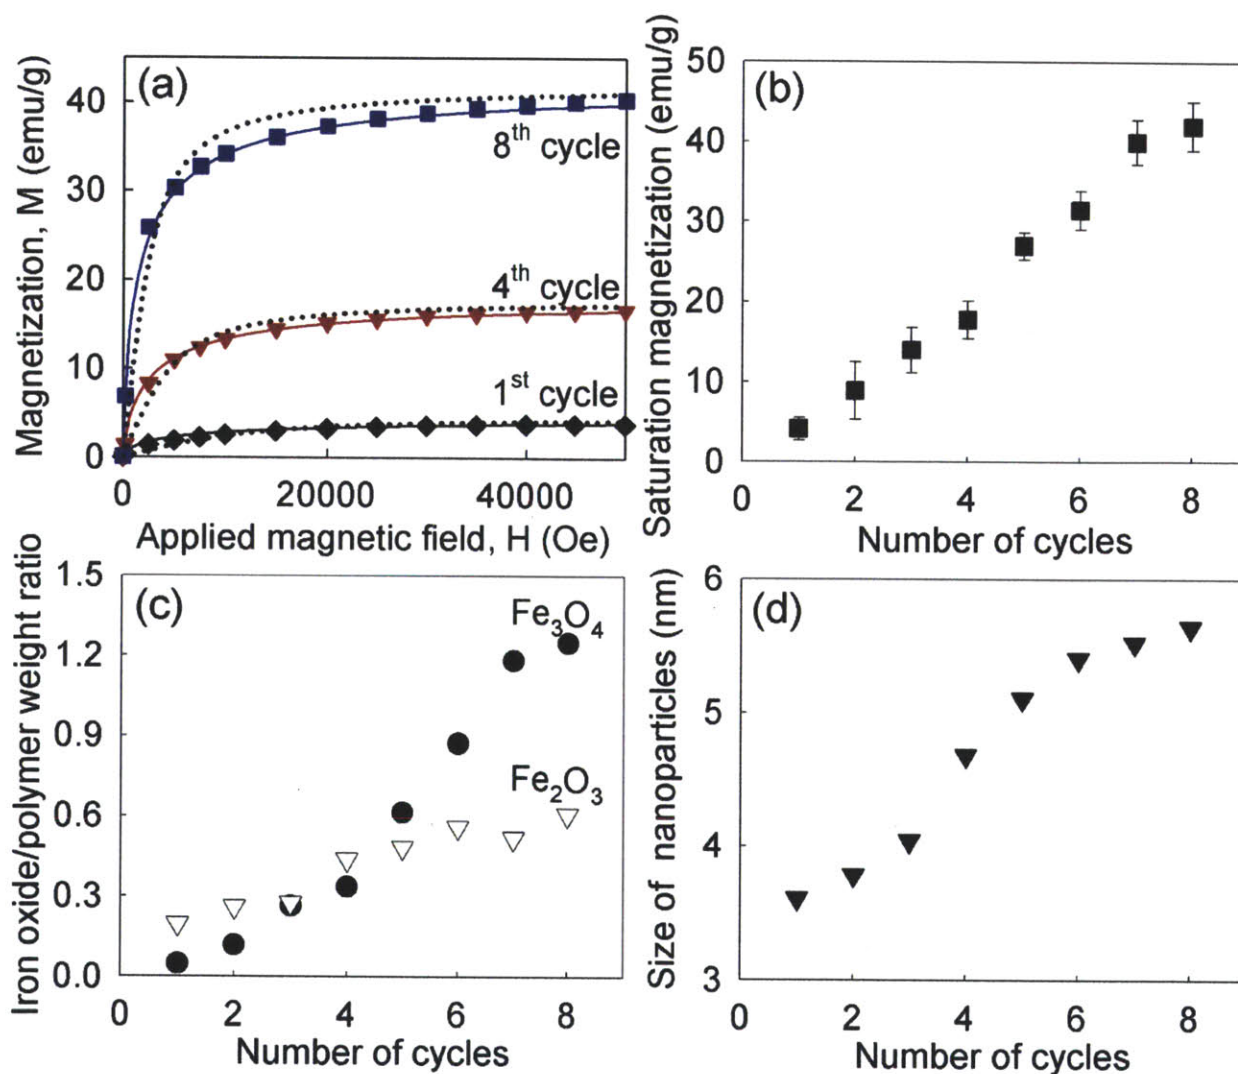 (a)
Magnetization, M (emu/g)
40
30
20
10
0
8th cycle
4th cycle
1st cycle
0 20000 40000
Applied magnetic field, H (Oe)
(b)
Saturation magnetization (emu/g)
50
40
30
20
10
0
0 2 4 6 8
Number of cycles
(c)
Iron oxide/polymer weight ratio
1.5
1.2
0.9
0.6
0.3
0.0
Fe3O4
Fe2O3
0 2 4 6 8
Number of cycles
(d)
Size of nanoparticles (nm)
6
5
4
3
0 2 4 6 8
Number of cycles